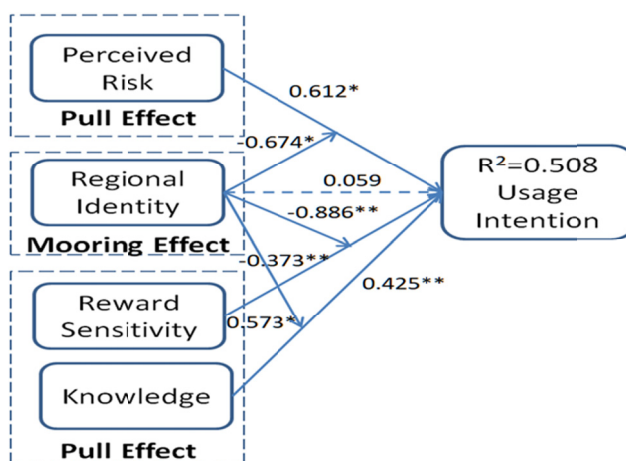 Perceived
Risk
Pull Effect
0.612*
-0.674*
Regional
Identity
Mooring Effect
0.059
-0.886**
-0.373**
R²=0.508
Usage
Intention
Reward
Sensitivity
0.573*
0.425**
Knowledge
Pull Effect